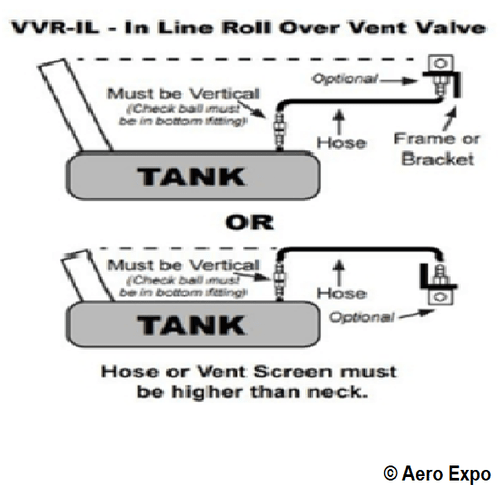 VVR-IL - In Line Roll Over Vent Valve
Optional
Must be Vertical
(Check ball must
be in bottom fitting)
Hose
Frame or
Bracket
TANK
OR
Must be Vertical
(Check ball must
be in bottom fitting)
Hose
Optional
TANK
Hose or Vent Screen must
be higher than neck.
© Aero Expo